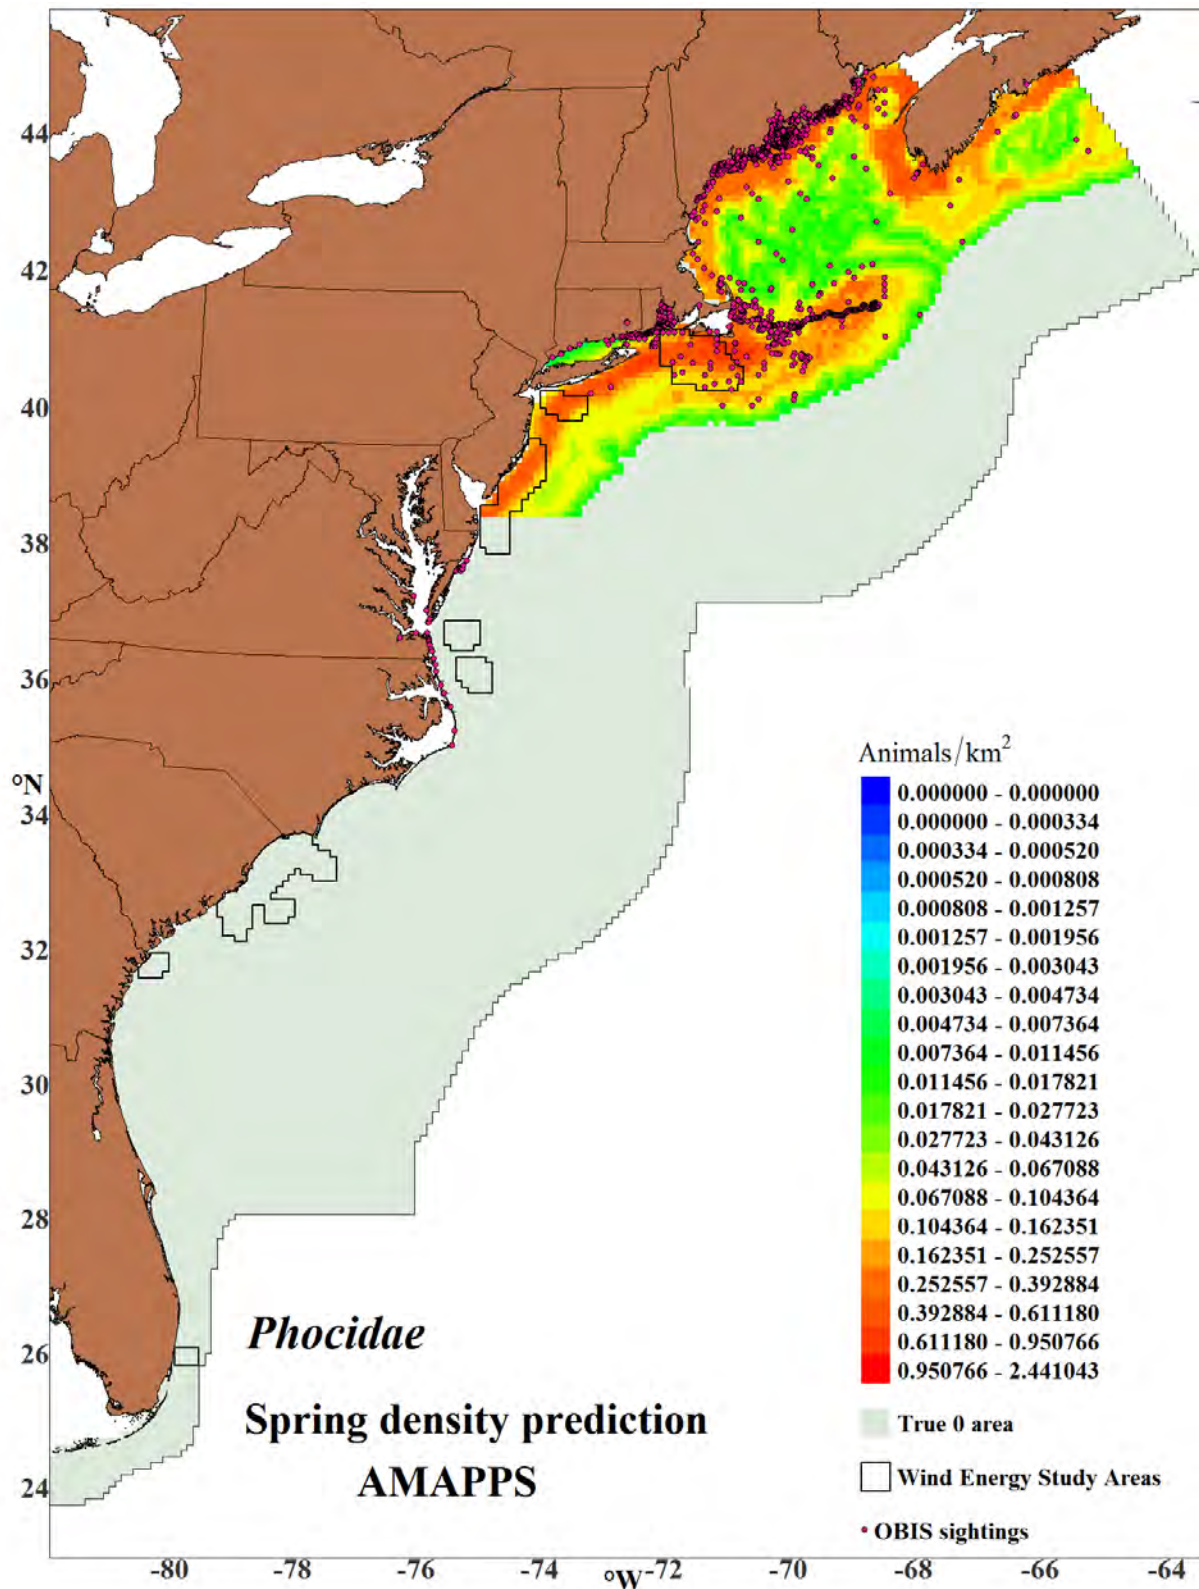 44
42
40
38
36
°N
34
32
30
28
26
24
-80
-78
-76
-74
-72
-70
-68
-66
-64
°W
Animals/km²
0.000000 - 0.000000
0.000000 - 0.000334
0.000334 - 0.000520
0.000520 - 0.000808
0.000808 - 0.001257
0.001257 - 0.001956
0.001956 - 0.003043
0.003043 - 0.004734
0.004734 - 0.007364
0.007364 - 0.011456
0.011456 - 0.017821
0.017821 - 0.027723
0.027723 - 0.043126
0.043126 - 0.067088
0.067088 - 0.104364
0.104364 - 0.162351
0.162351 - 0.252557
0.252557 - 0.392884
0.392884 - 0.611180
0.611180 - 0.950766
0.950766 - 2.441043
True 0 area
Wind Energy Study Areas
OBIS sightings
Phocidae
Spring density prediction
AMAPPS